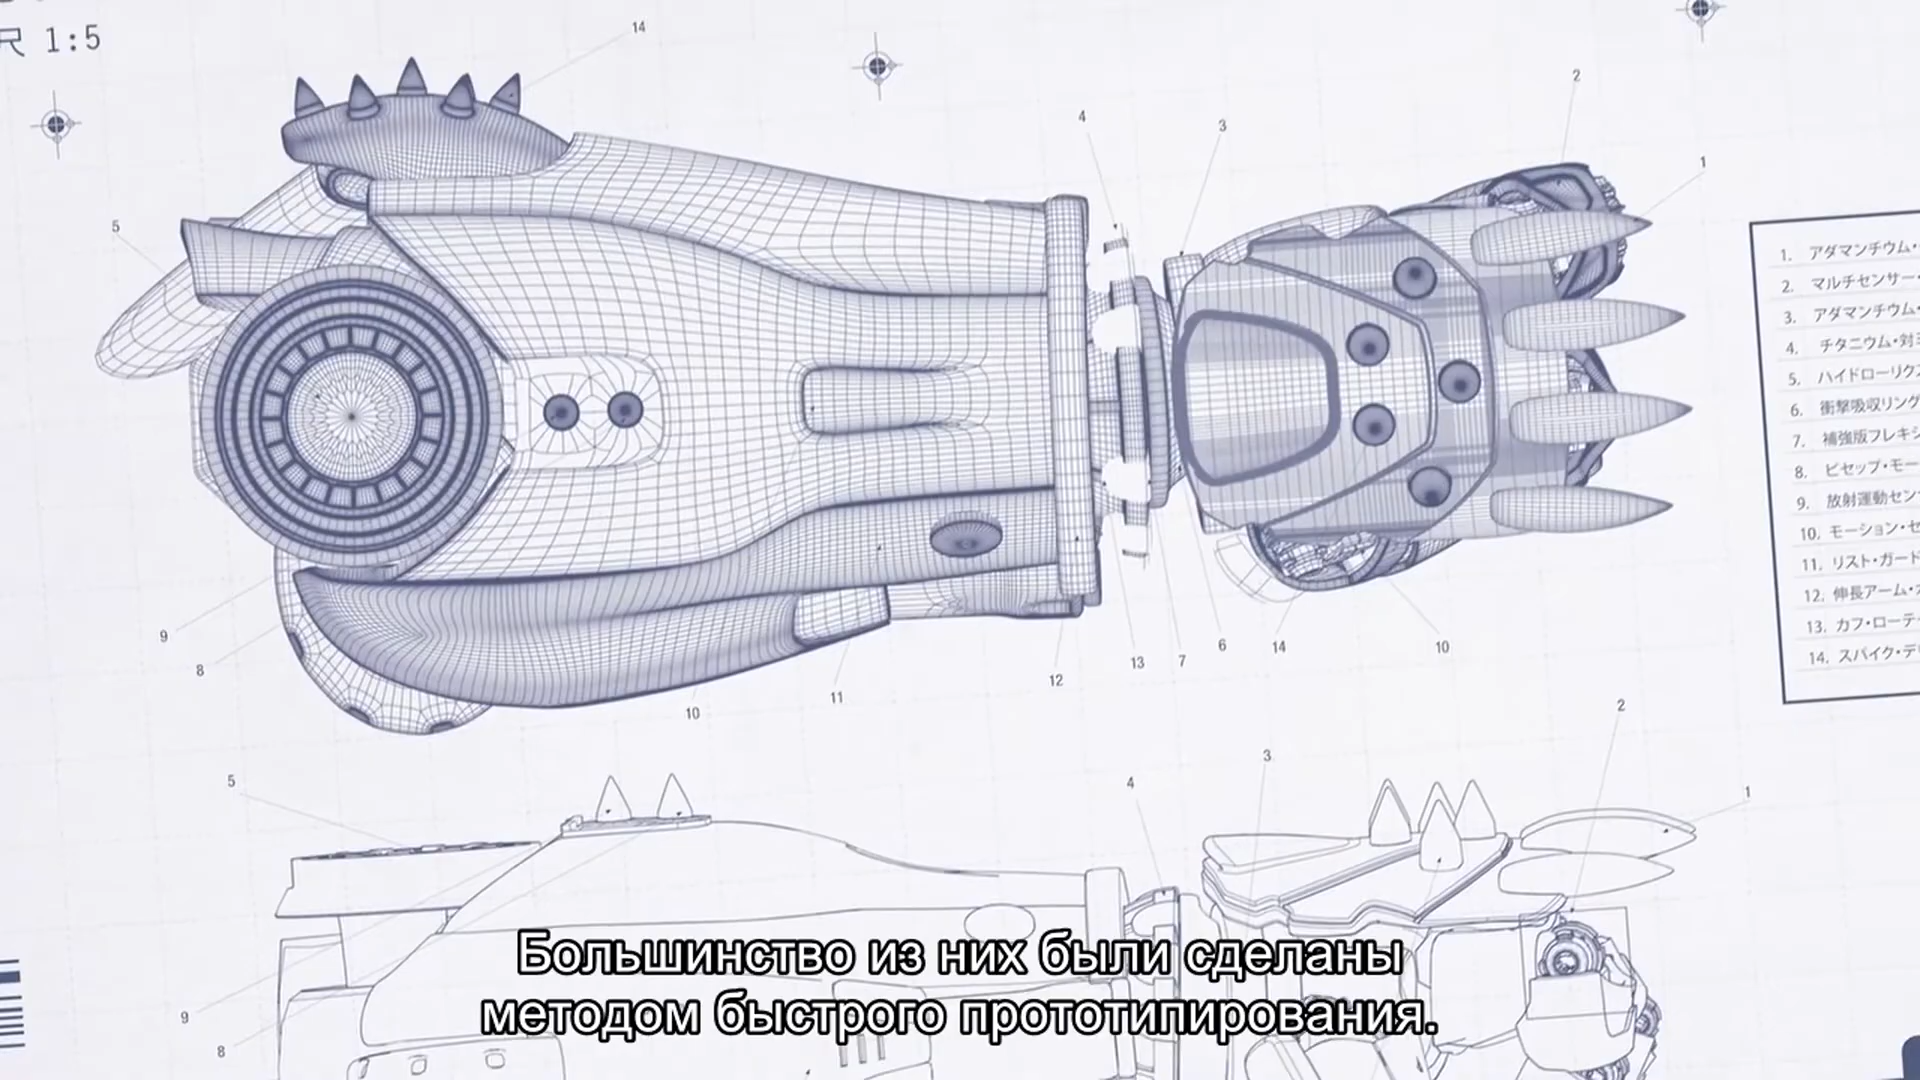 尺 1:5
14
2
4
3
1
5
1. アダマンチウム・
2. マルチセンサー・
3. アダマンチウム・
4. チタニウム・対
5. ハイドローリクス
6. 衝撃吸収リング
7. 補強版フレキシ
8. ビセップ・モー
9. 放射運動セン
10. モーション・セ
11. リスト・ガード
12. 伸長アーム・
13. カフ・ローテ
14. スパイク・デ
9
8
10
11
12
13
7
6
14
10
5
4
3
2
1
9
8
Большинство из них были сделаны
методом быстрого прототипирования.